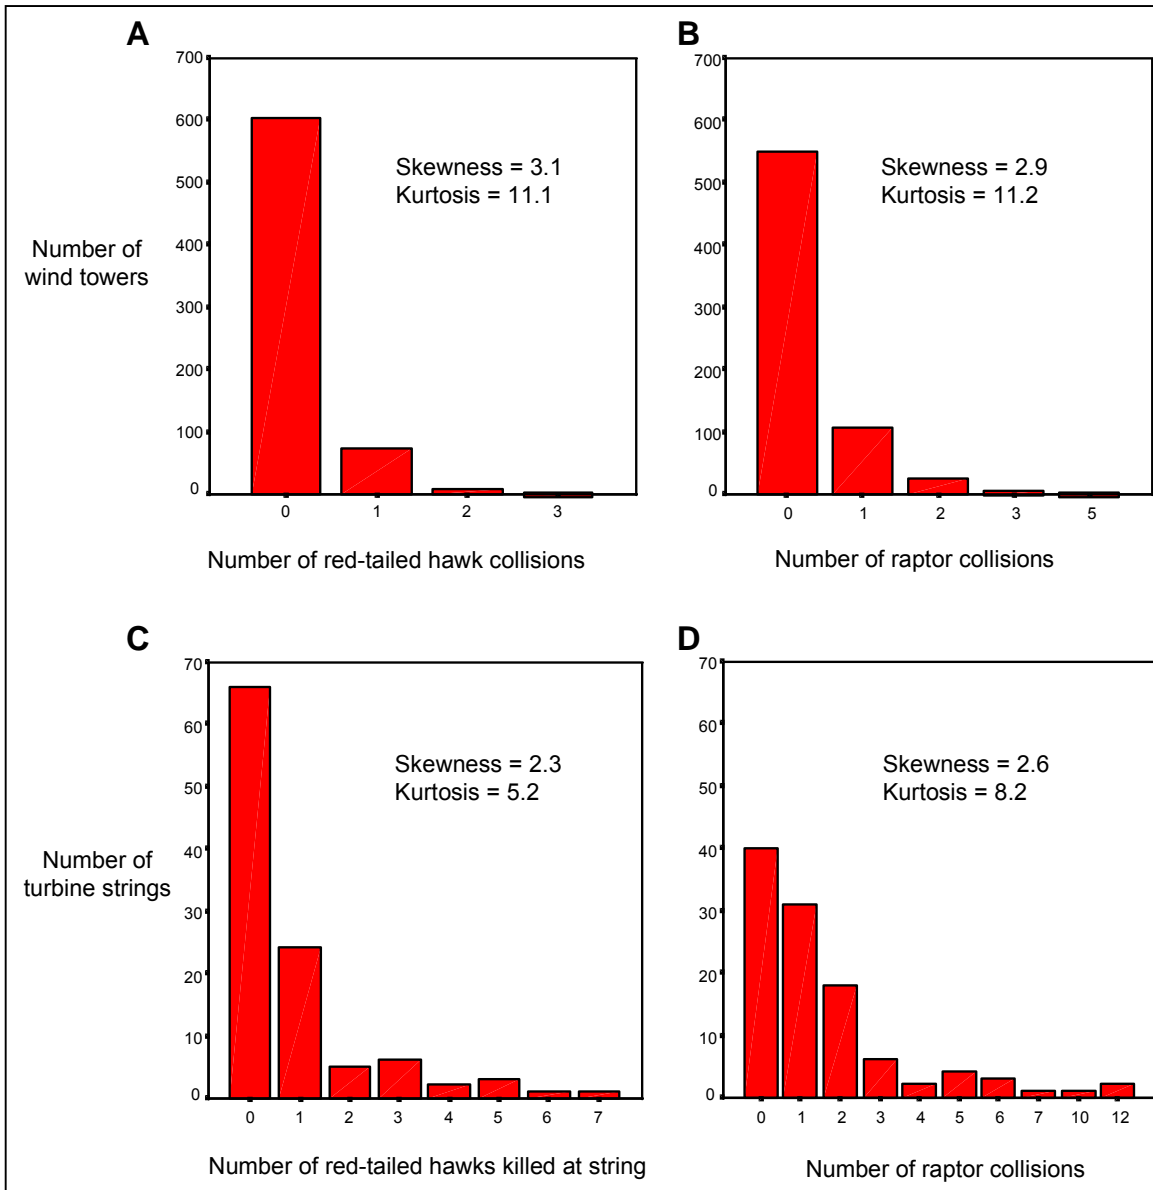 A
700
600
500
400
300
200
100
0
Skewness = 3.1
Kurtosis = 11.1
Number of
wind towers
0 1 2 3
Number of red-tailed hawk collisions
B
700
600
500
400
300
200
100
0
Skewness = 2.9
Kurtosis = 11.2
0 1 2 3 5
Number of raptor collisions
C
70
60
50
40
30
20
10
0
Skewness = 2.3
Kurtosis = 5.2
Number of
turbine strings
0 1 2 3 4 5 6 7
Number of red-tailed hawks killed at string
D
70
60
50
40
30
20
10
0
Skewness = 2.6
Kurtosis = 8.2
0 1 2 3 4 5 6 7 10 12
Number of raptor collisions